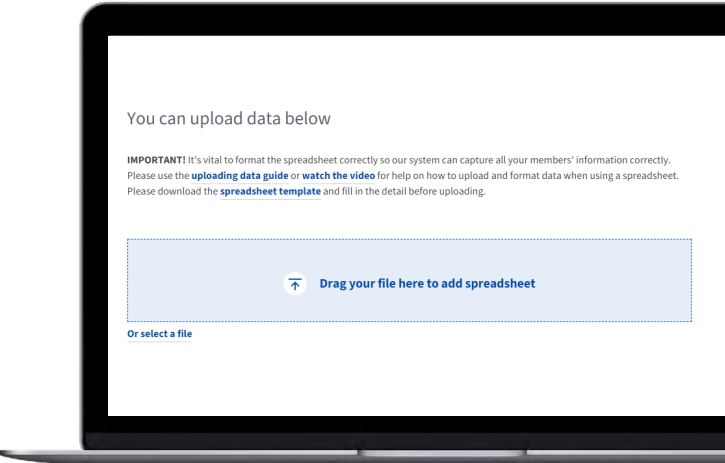 You can upload data below
IMPORTANT! It's vital to format the spreadsheet correctly so our system can capture all your members' information correctly.
Please use the uploading data guide or watch the video for help on how to upload and format data when using a spreadsheet.
Please download the spreadsheet template and fill in the detail before uploading.
Drag your file here to add spreadsheet
Or select a file